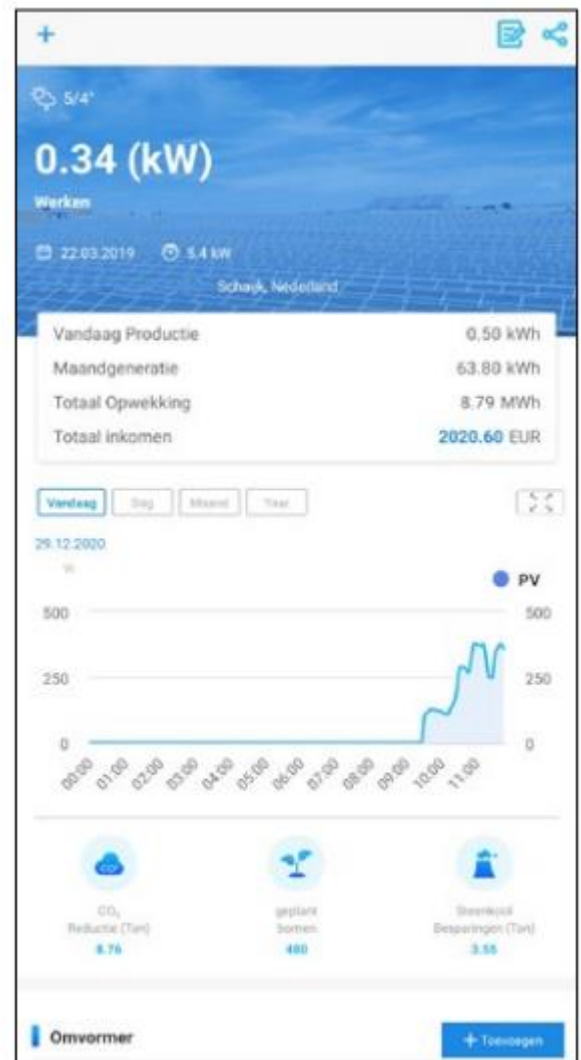 5/4°
0.34 (kW)
Werken
22.03.2019 5.4 kW
Schaijk, Nederland
Vandaag Productie 0.50 kWh
Maandgeneratie 63.80 kWh
Totaal Opwekking 8.79 MWh
Totaal inkomen 2020.60 EUR
Vandaag Dag Maand Year
29.12.2020
W
PV
500 500
250 250
0 0
00:00 01:00 02:00 03:00 04:00 05:00 06:00 07:00 08:00 09:00 10:00 11:00
CO₂ geplant Steenkool
Reductie (Ton) bomen Besparingen (Ton)
8.76 480 3.55
Omvormer + Toevoegen